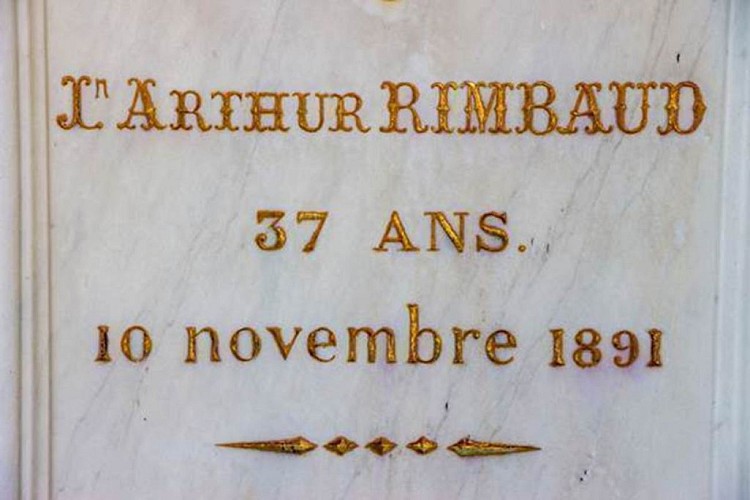 Jn ARTHUR RIMBAUD
37 ANS.
10 novembre 1891